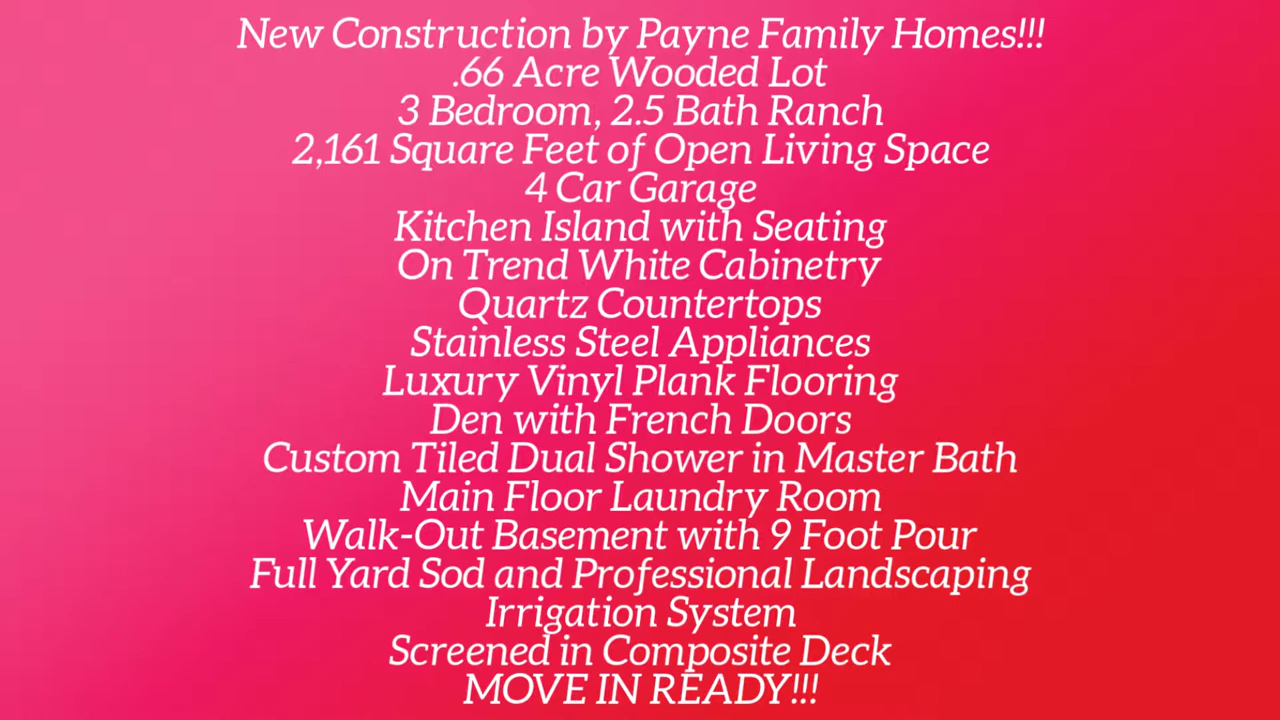 New Construction by Payne Family Homes!!!
.66 Acre Wooded Lot
3 Bedroom, 2.5 Bath Ranch
2,161 Square Feet of Open Living Space
4 Car Garage
Kitchen Island with Seating
On Trend White Cabinetry
Quartz Countertops
Stainless Steel Appliances
Luxury Vinyl Plank Flooring
Den with French Doors
Custom Tiled Dual Shower in Master Bath
Main Floor Laundry Room
Walk-Out Basement with 9 Foot Pour
Full Yard Sod and Professional Landscaping
Irrigation System
Screened in Composite Deck
MOVE IN READY!!!